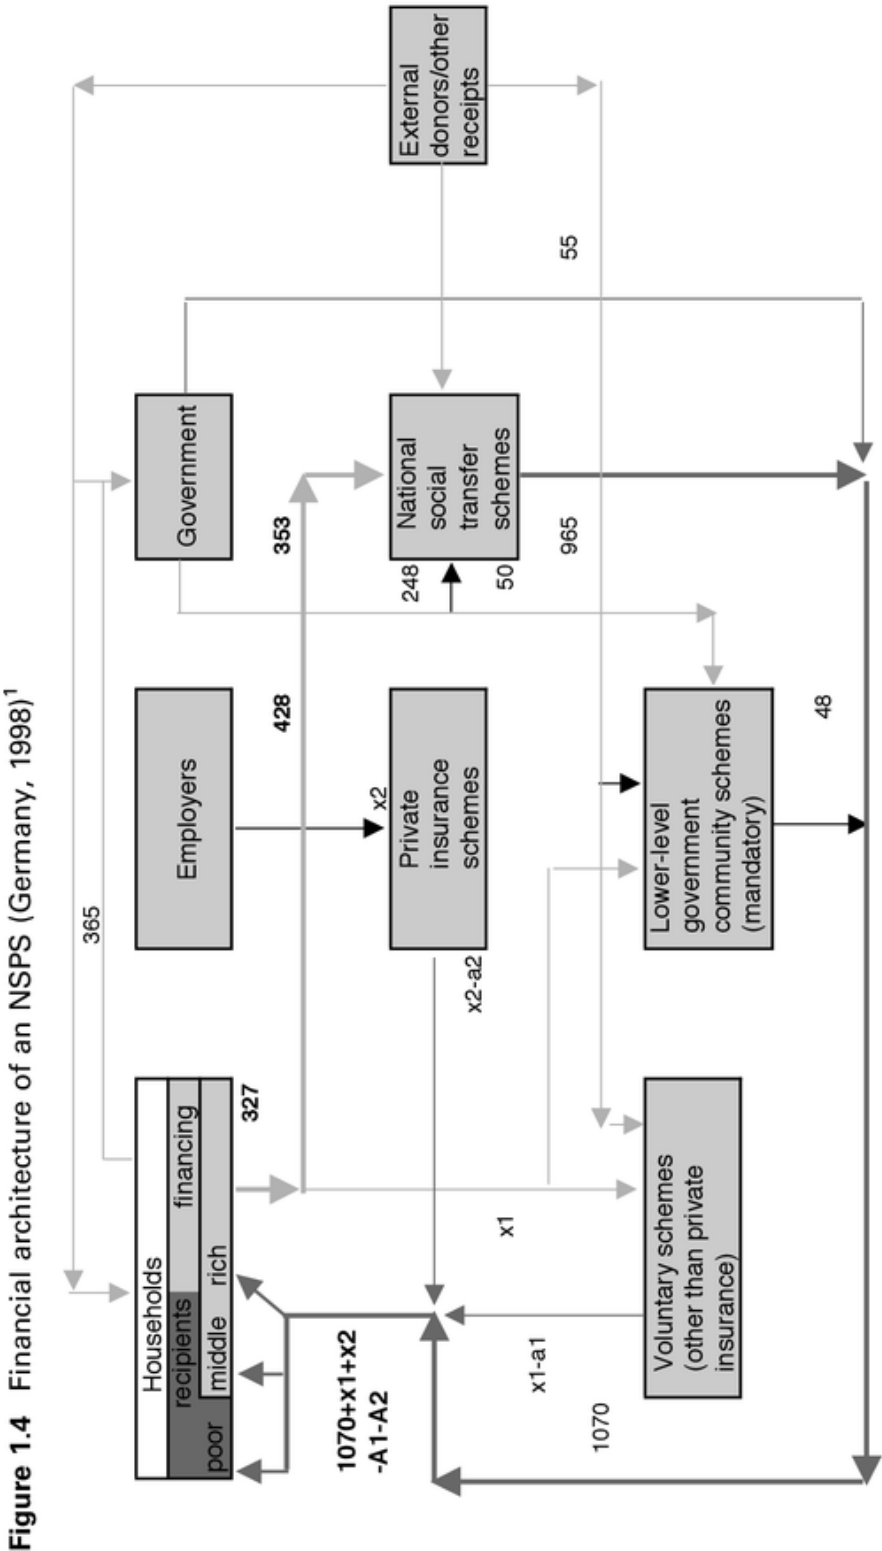 Figure 1.4 Financial architecture of an NSPS (Germany, 1998)1
365
Households
recipients financing
poor middle rich
327
Employers
Government
External
donors/other
receipts
428
353
1070+x1+x2
-A1-A2
x2
Private
insurance
schemes
x2-a2
248
National
social
transfer
schemes
50
x1
x1-a1
965
55
1070
Voluntary schemes
(other than private
insurance)
Lower-level
government
community schemes
(mandatory)
48